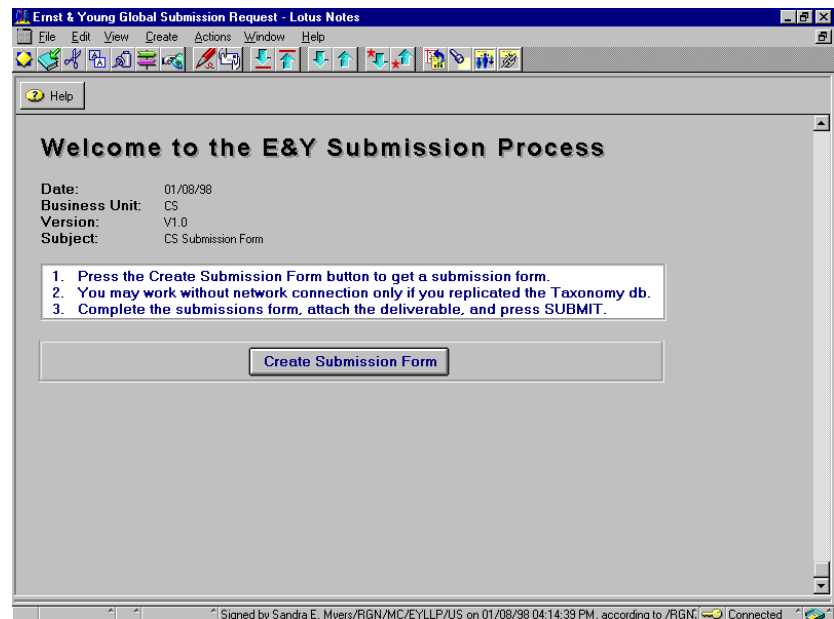 Ernst & Young Global Submission Request - Lotus Notes
File Edit View Create Actions Window Help
Help
Welcome to the E&Y Submission Process
Date: 01/08/98
Business Unit: CS
Version: V1.0
Subject: CS Submission Form
1. Press the Create Submission Form button to get a submission form.
2. You may work without network connection only if you replicated the Taxonomy db.
3. Complete the submissions form, attach the deliverable, and press SUBMIT.
Create Submission Form
Signed by Sandra E. Myers/RGN/MC/EYLLP/US on 01/08/98 04:14:39 PM, according to /RGN. Connected